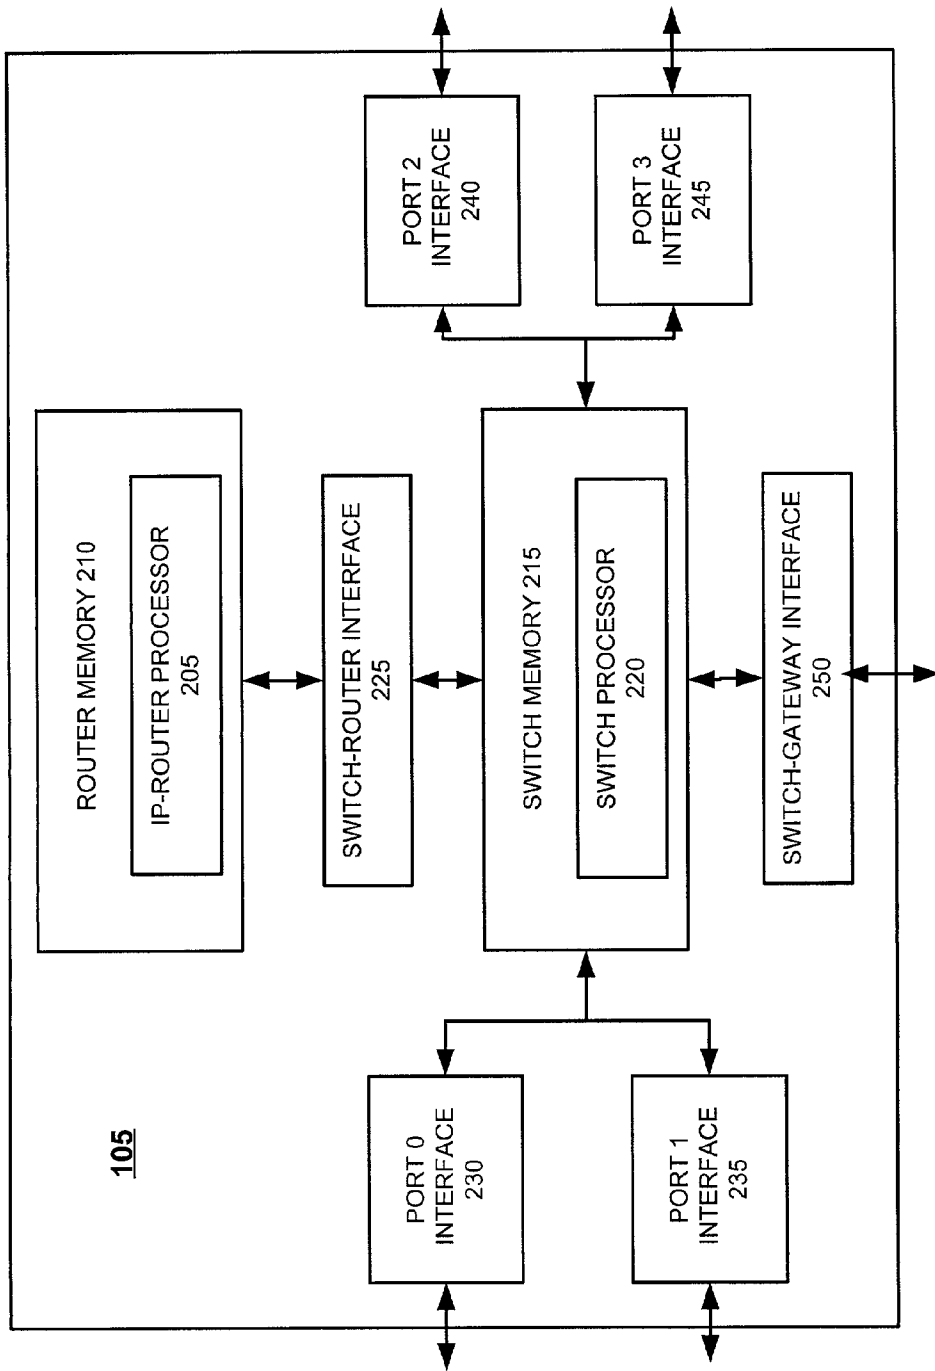 105
ROUTER MEMORY 210
IP-ROUTER PROCESSOR
205
SWITCH-ROUTER INTERFACE
225
PORT 0
INTERFACE
230
PORT 1
INTERFACE
235
SWITCH MEMORY 215
SWITCH PROCESSOR
220
PORT 2
INTERFACE
240
PORT 3
INTERFACE
245
SWITCH-GATEWAY INTERFACE
250